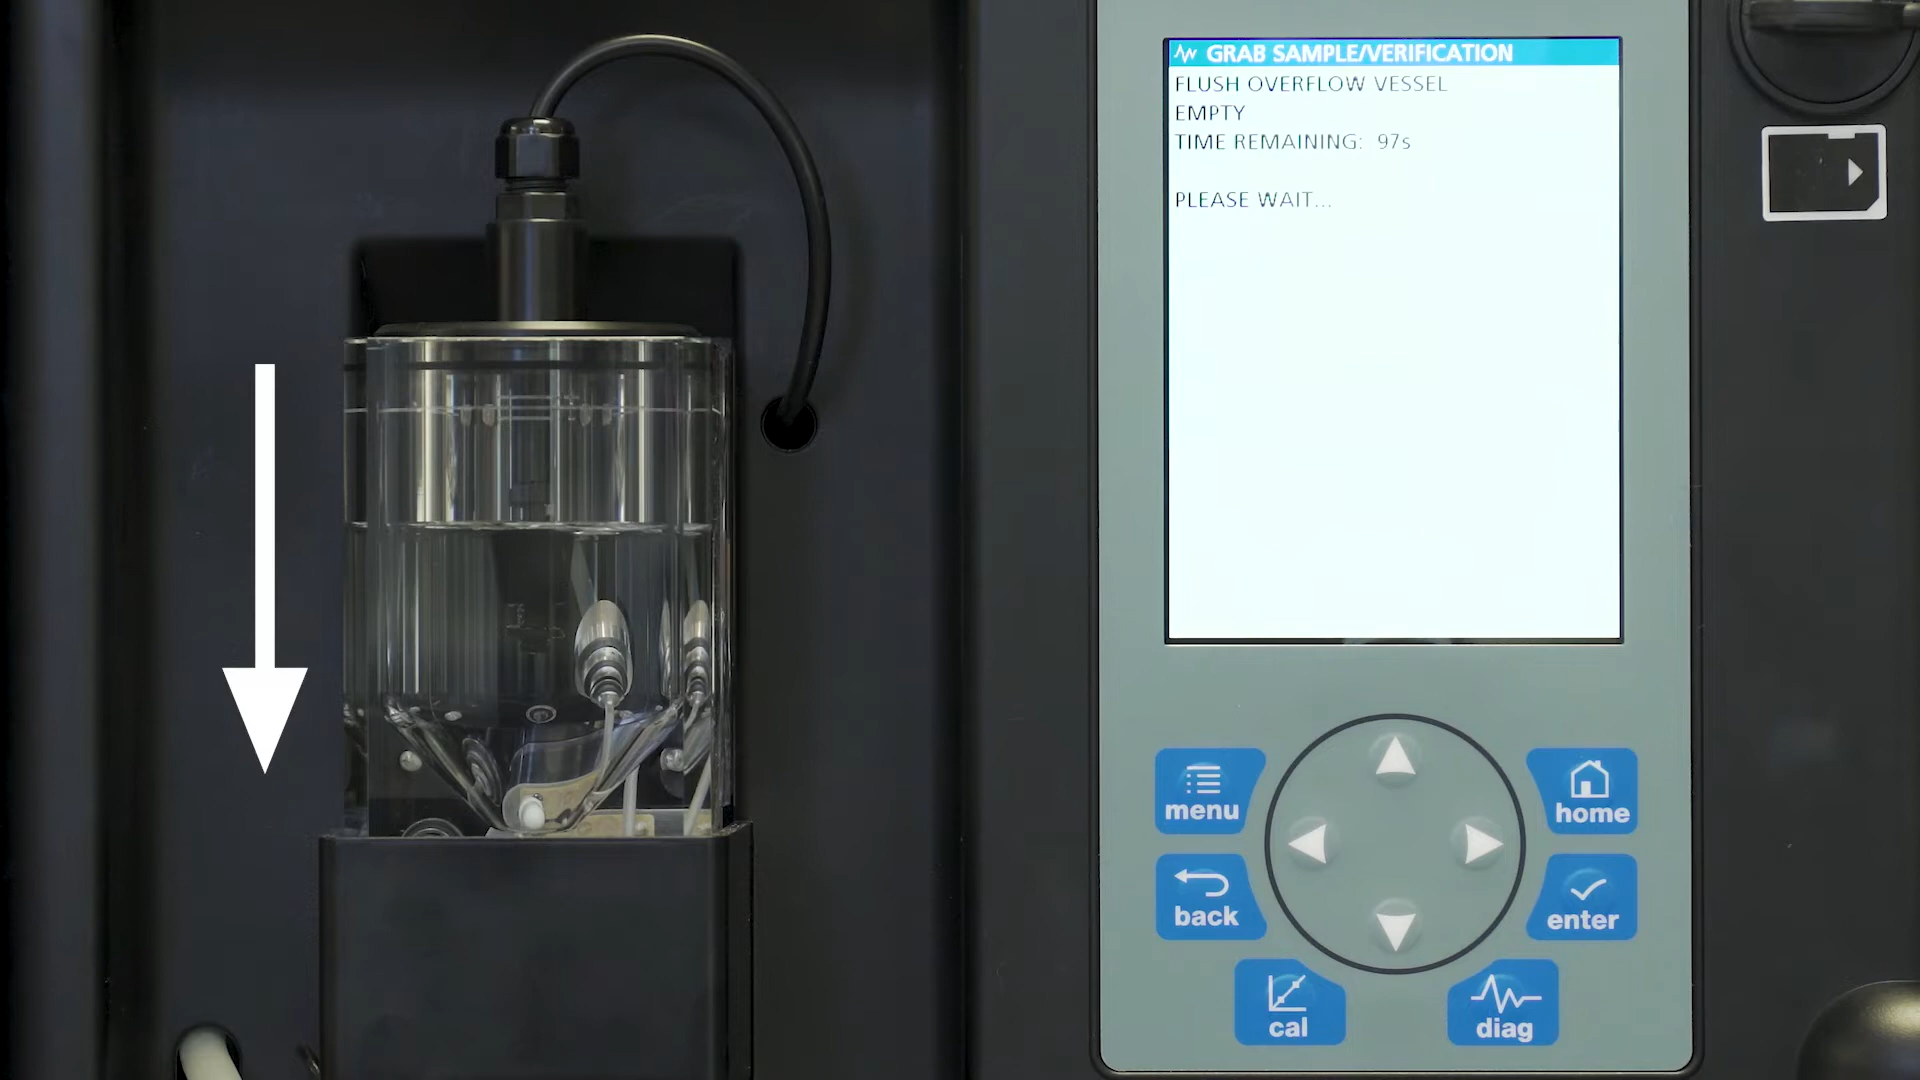 GRAB SAMPLE/VERIFICATION
FLUSH OVERFLOW VESSEL
EMPTY
TIME REMAINING: 97s
PLEASE WAIT...
menu
home
back
enter
cal
diag